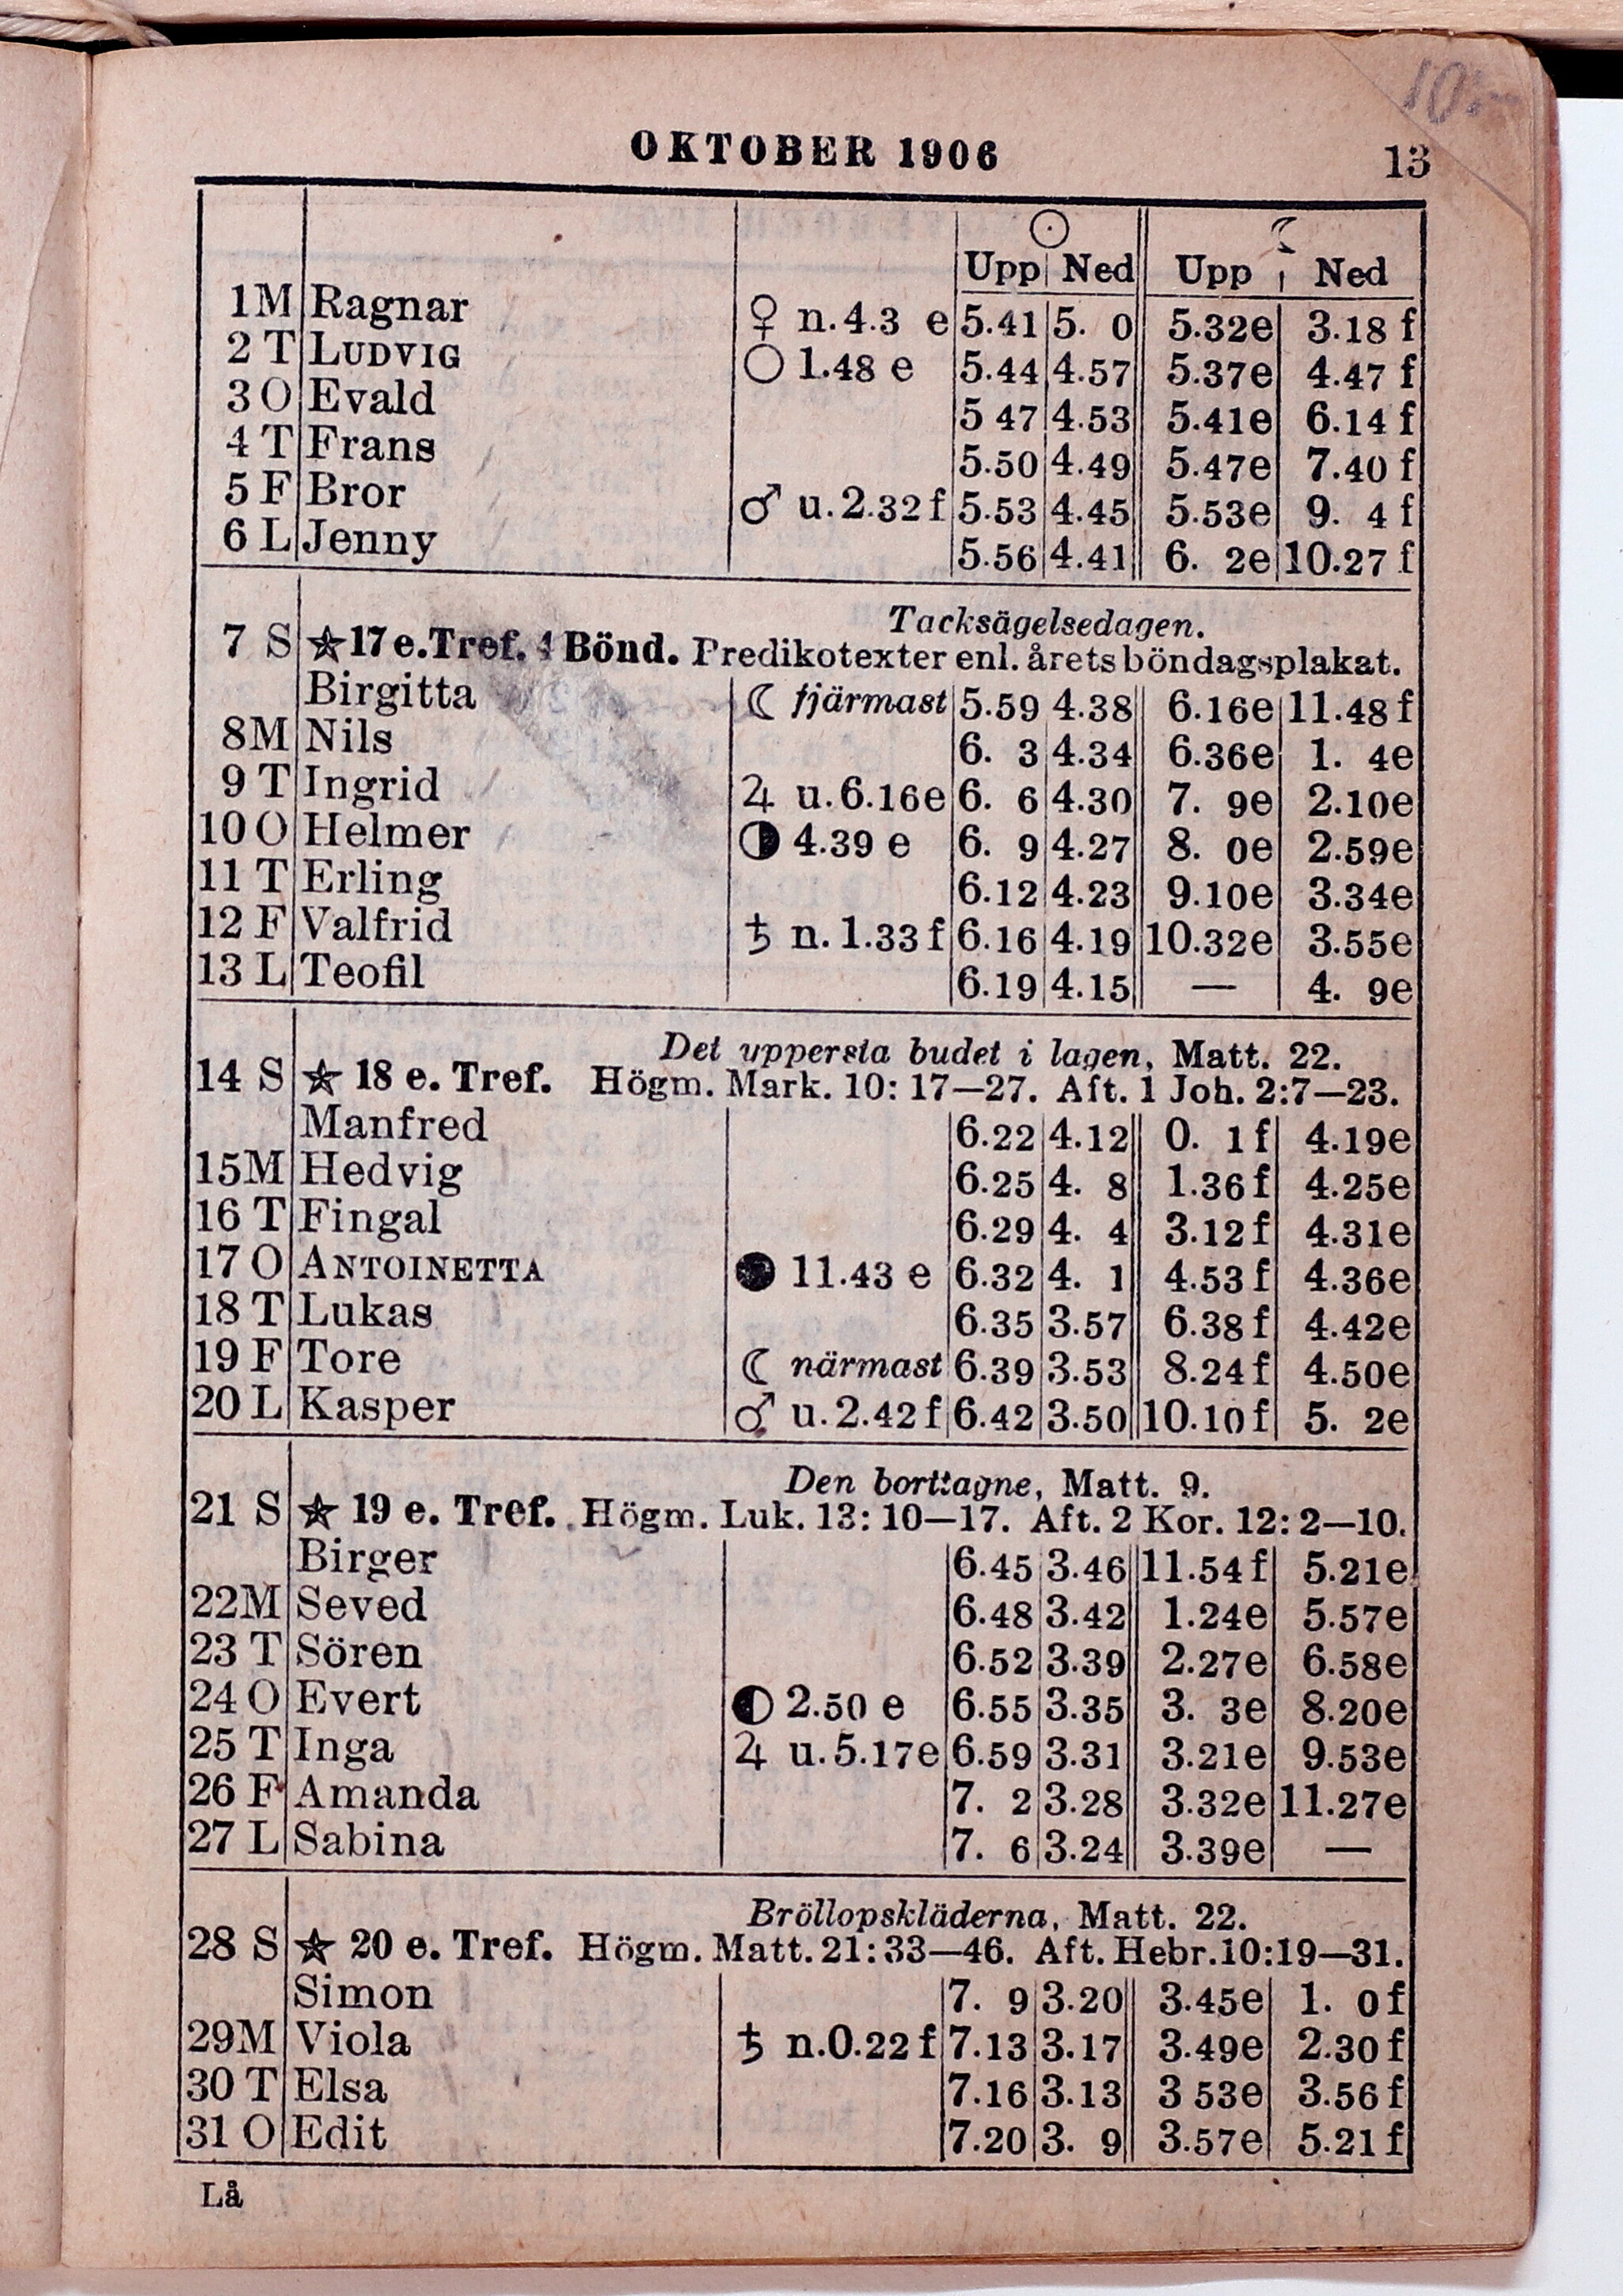 10:-
OKTOBER 1906 13
☉ ☾
Upp Ned Upp Ned
1 M Ragnar ♀ n. 4.3 e 5.41 5. 0 5.32e 3.18 f
2 T LUDVIG ○ 1.48 e 5.44 4.57 5.37e 4.47 f
3 O Evald 5 47 4.53 5.41e 6.14 f
4 T Frans 5.50 4.49 5.47e 7.40 f
5 F Bror ♂ u. 2.32 f 5.53 4.45 5.53e 9. 4 f
6 L Jenny 5.56 4.41 6. 2e 10.27 f
Tacksägelsedagen.
7 S ☆ 17 e. Tref. 4 Bönd. Predikotexter enl. årets böndagsplakat.
Birgitta ☾ fjärmast 5.59 4.38 6.16e 11.48 f
8 M Nils 6. 3 4.34 6.36e 1. 4e
9 T Ingrid ♃ u. 6.16e 6. 6 4.30 7. 9e 2.10e
10 O Helmer ◑ 4.39 e 6. 9 4.27 8. 0e 2.59e
11 T Erling 6.12 4.23 9.10e 3.34e
12 F Valfrid ♄ n. 1.33 f 6.16 4.19 10.32e 3.55e
13 L Teofil 6.19 4.15 — 4. 9e
Det uppersta budet i lagen, Matt. 22.
14 S ☆ 18 e. Tref. Högm. Mark. 10: 17—27. Aft. 1 Joh. 2:7—23.
Manfred 6.22 4.12 0. 1 f 4.19e
15 M Hedvig 6.25 4. 8 1.36 f 4.25e
16 T Fingal 6.29 4. 4 3.12 f 4.31e
17 O ANTOINETTA ● 11.43 e 6.32 4. 1 4.53 f 4.36e
18 T Lukas 6.35 3.57 6.38 f 4.42e
19 F Tore ☾ närmast 6.39 3.53 8.24 f 4.50e
20 L Kasper ♂ u. 2.42 f 6.42 3.50 10.10 f 5. 2e
Den borttagne, Matt. 9.
21 S ☆ 19 e. Tref. Högm. Luk. 13: 10—17. Aft. 2 Kor. 12: 2—10.
Birger 6.45 3.46 11.54 f 5.21e
22 M Seved 6.48 3.42 1.24e 5.57e
23 T Sören 6.52 3.39 2.27e 6.58e
24 O Evert ◐ 2.50 e 6.55 3.35 3. 3e 8.20e
25 T Inga ♃ u. 5.17e 6.59 3.31 3.21e 9.53e
26 F Amanda 7. 2 3.28 3.32e 11.27e
27 L Sabina 7. 6 3.24 3.39e —
Bröllopskläderna, Matt. 22.
28 S ☆ 20 e. Tref. Högm. Matt. 21: 33—46. Aft. Hebr. 10:19—31.
Simon 7. 9 3.20 3.45e 1. 0 f
29 M Viola ♄ n. 0.22 f 7.13 3.17 3.49e 2.30 f
30 T Elsa 7.16 3.13 3 53e 3.56 f
31 O Edit 7.20 3. 9 3.57e 5.21 f
Lå